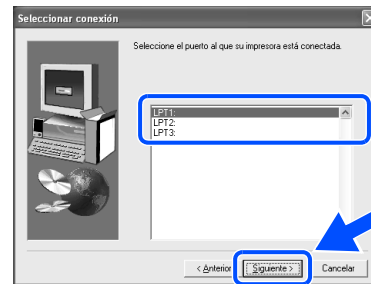 Seleccionar conexión
Seleccione el puerto al que su impresora está conectada.
LPT1:
LPT2:
LPT3:
< Anterior
Siguiente >
Cancelar